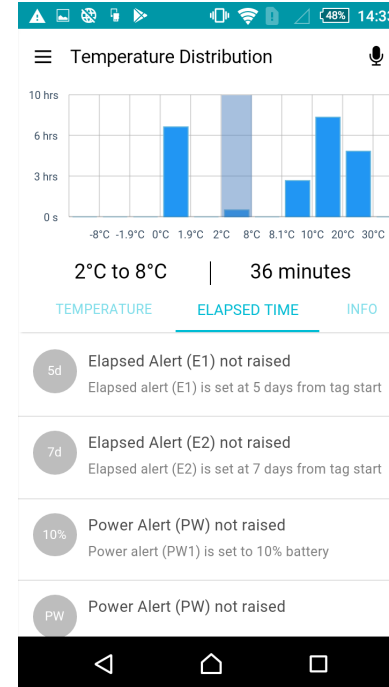 48% 14:33
Temperature Distribution
10 hrs
6 hrs
3 hrs
0 s
-8°C -1.9°C 0°C 1.9°C 2°C 8°C 8.1°C 10°C 20°C 30°C
2°C to 8°C 36 minutes
TEMPERATURE ELAPSED TIME INFO
5d
Elapsed Alert (E1) not raised
Elapsed alert (E1) is set at 5 days from tag start
7d
Elapsed Alert (E2) not raised
Elapsed alert (E2) is set at 7 days from tag start
10%
Power Alert (PW) not raised
Power alert (PW1) is set to 10% battery
PW
Power Alert (PW) not raised